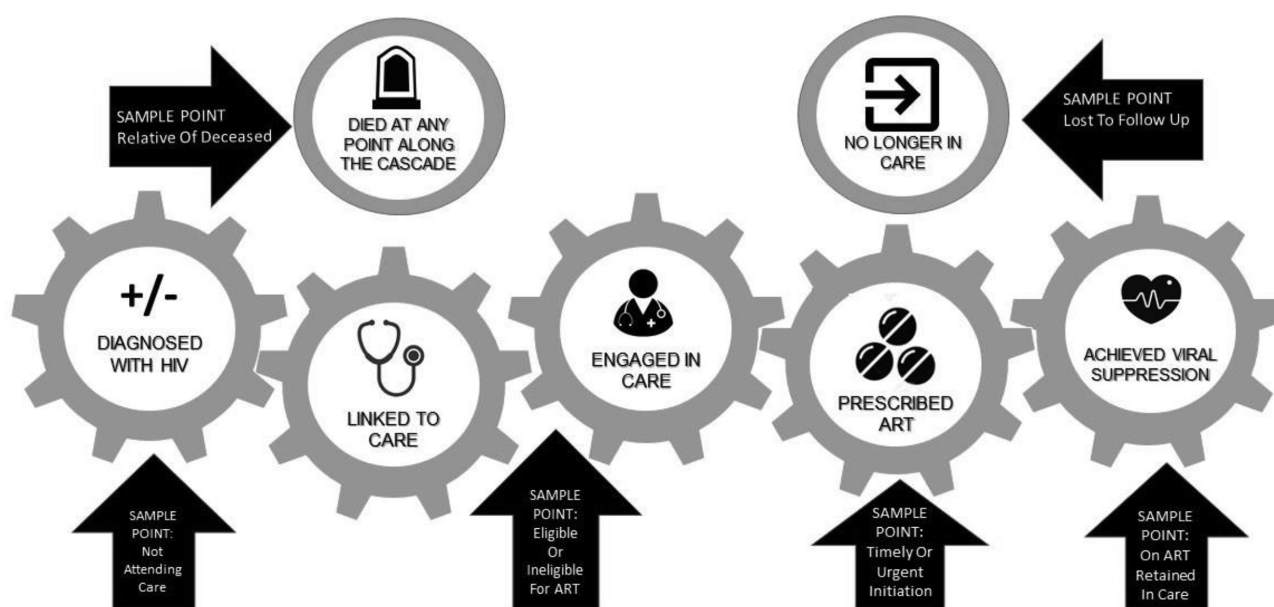 SAMPLE POINT
Relative Of Deceased
DIED AT ANY
POINT ALONG
THE CASCADE
NO LONGER IN
CARE
SAMPLE POINT
Lost To Follow Up
+/-
DIAGNOSED
WITH HIV
LINKED TO
CARE
ENGAGED IN
CARE
PRESCRIBED
ART
ACHIEVED VIRAL
SUPPRESSION
SAMPLE
POINT:
Not
Attending
Care
SAMPLE
POINT:
Eligible
Or
Ineligible
For ART
SAMPLE
POINT:
Timely Or
Urgent
Initiation
SAMPLE
POINT:
On ART
Retained
In Care